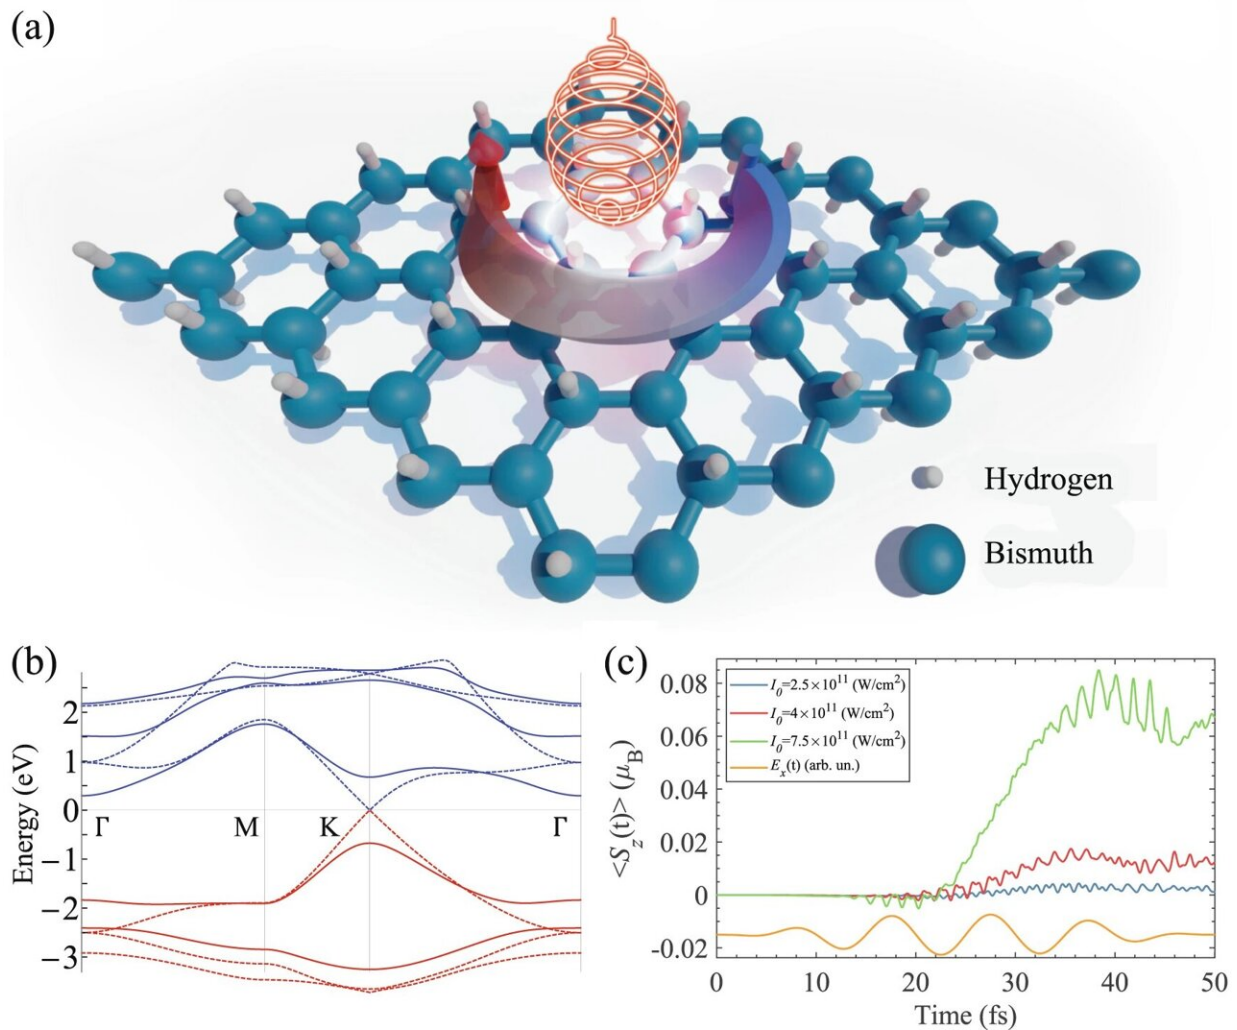 (a)
Hydrogen
Bismuth
(b)
Energy (eV)
2
1
0
−1
−2
−3
Γ M K Γ
(c)
<S_z(t)> (μ_B)
0.08
0.06
0.04
0.02
0
-0.02
I_0=2.5×10^11 (W/cm^2)
I_0=4×10^11 (W/cm^2)
I_0=7.5×10^11 (W/cm^2)
E_x(t) (arb. un.)
0 10 20 30 40 50
Time (fs)